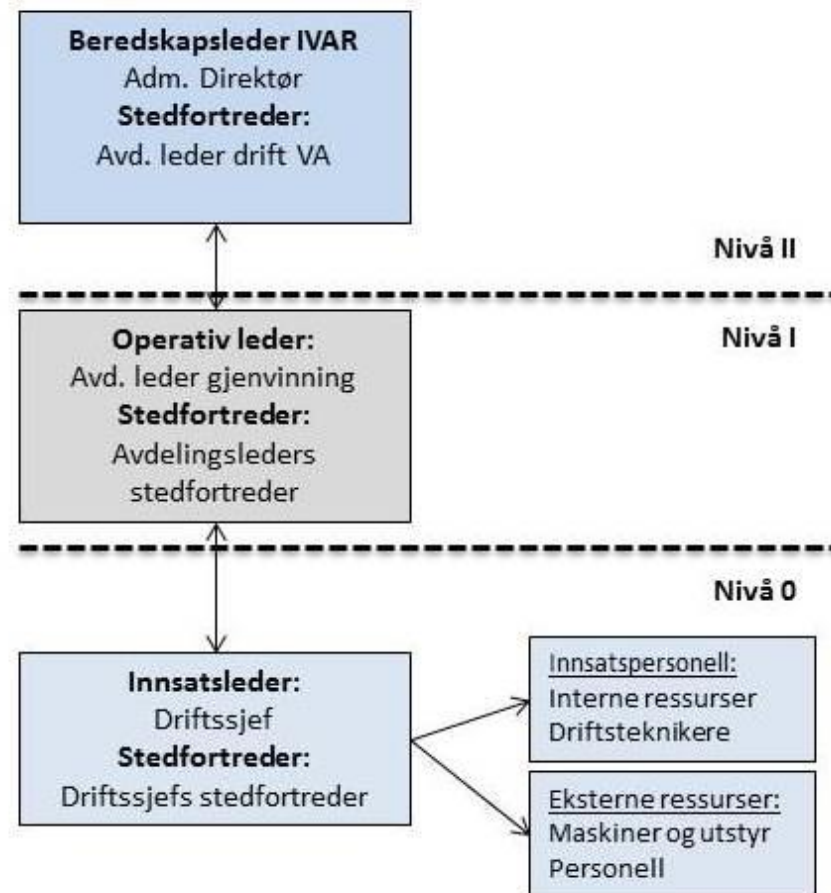 Beredskapsleder IVAR
Adm. Direktør
Stedfortreder:
Avd. leder drift VA
Nivå II
Operativ leder:
Avd. leder gjenvinning
Stedfortreder:
Avdelingsleders
stedfortreder
Nivå I
Nivå 0
Innsatsleder:
Driftssjef
Stedfortreder:
Driftssjefs stedfortreder
Innsatspersonell:
Interne ressurser
Driftsteknikere
Eksterne ressurser:
Maskiner og utstyr
Personell